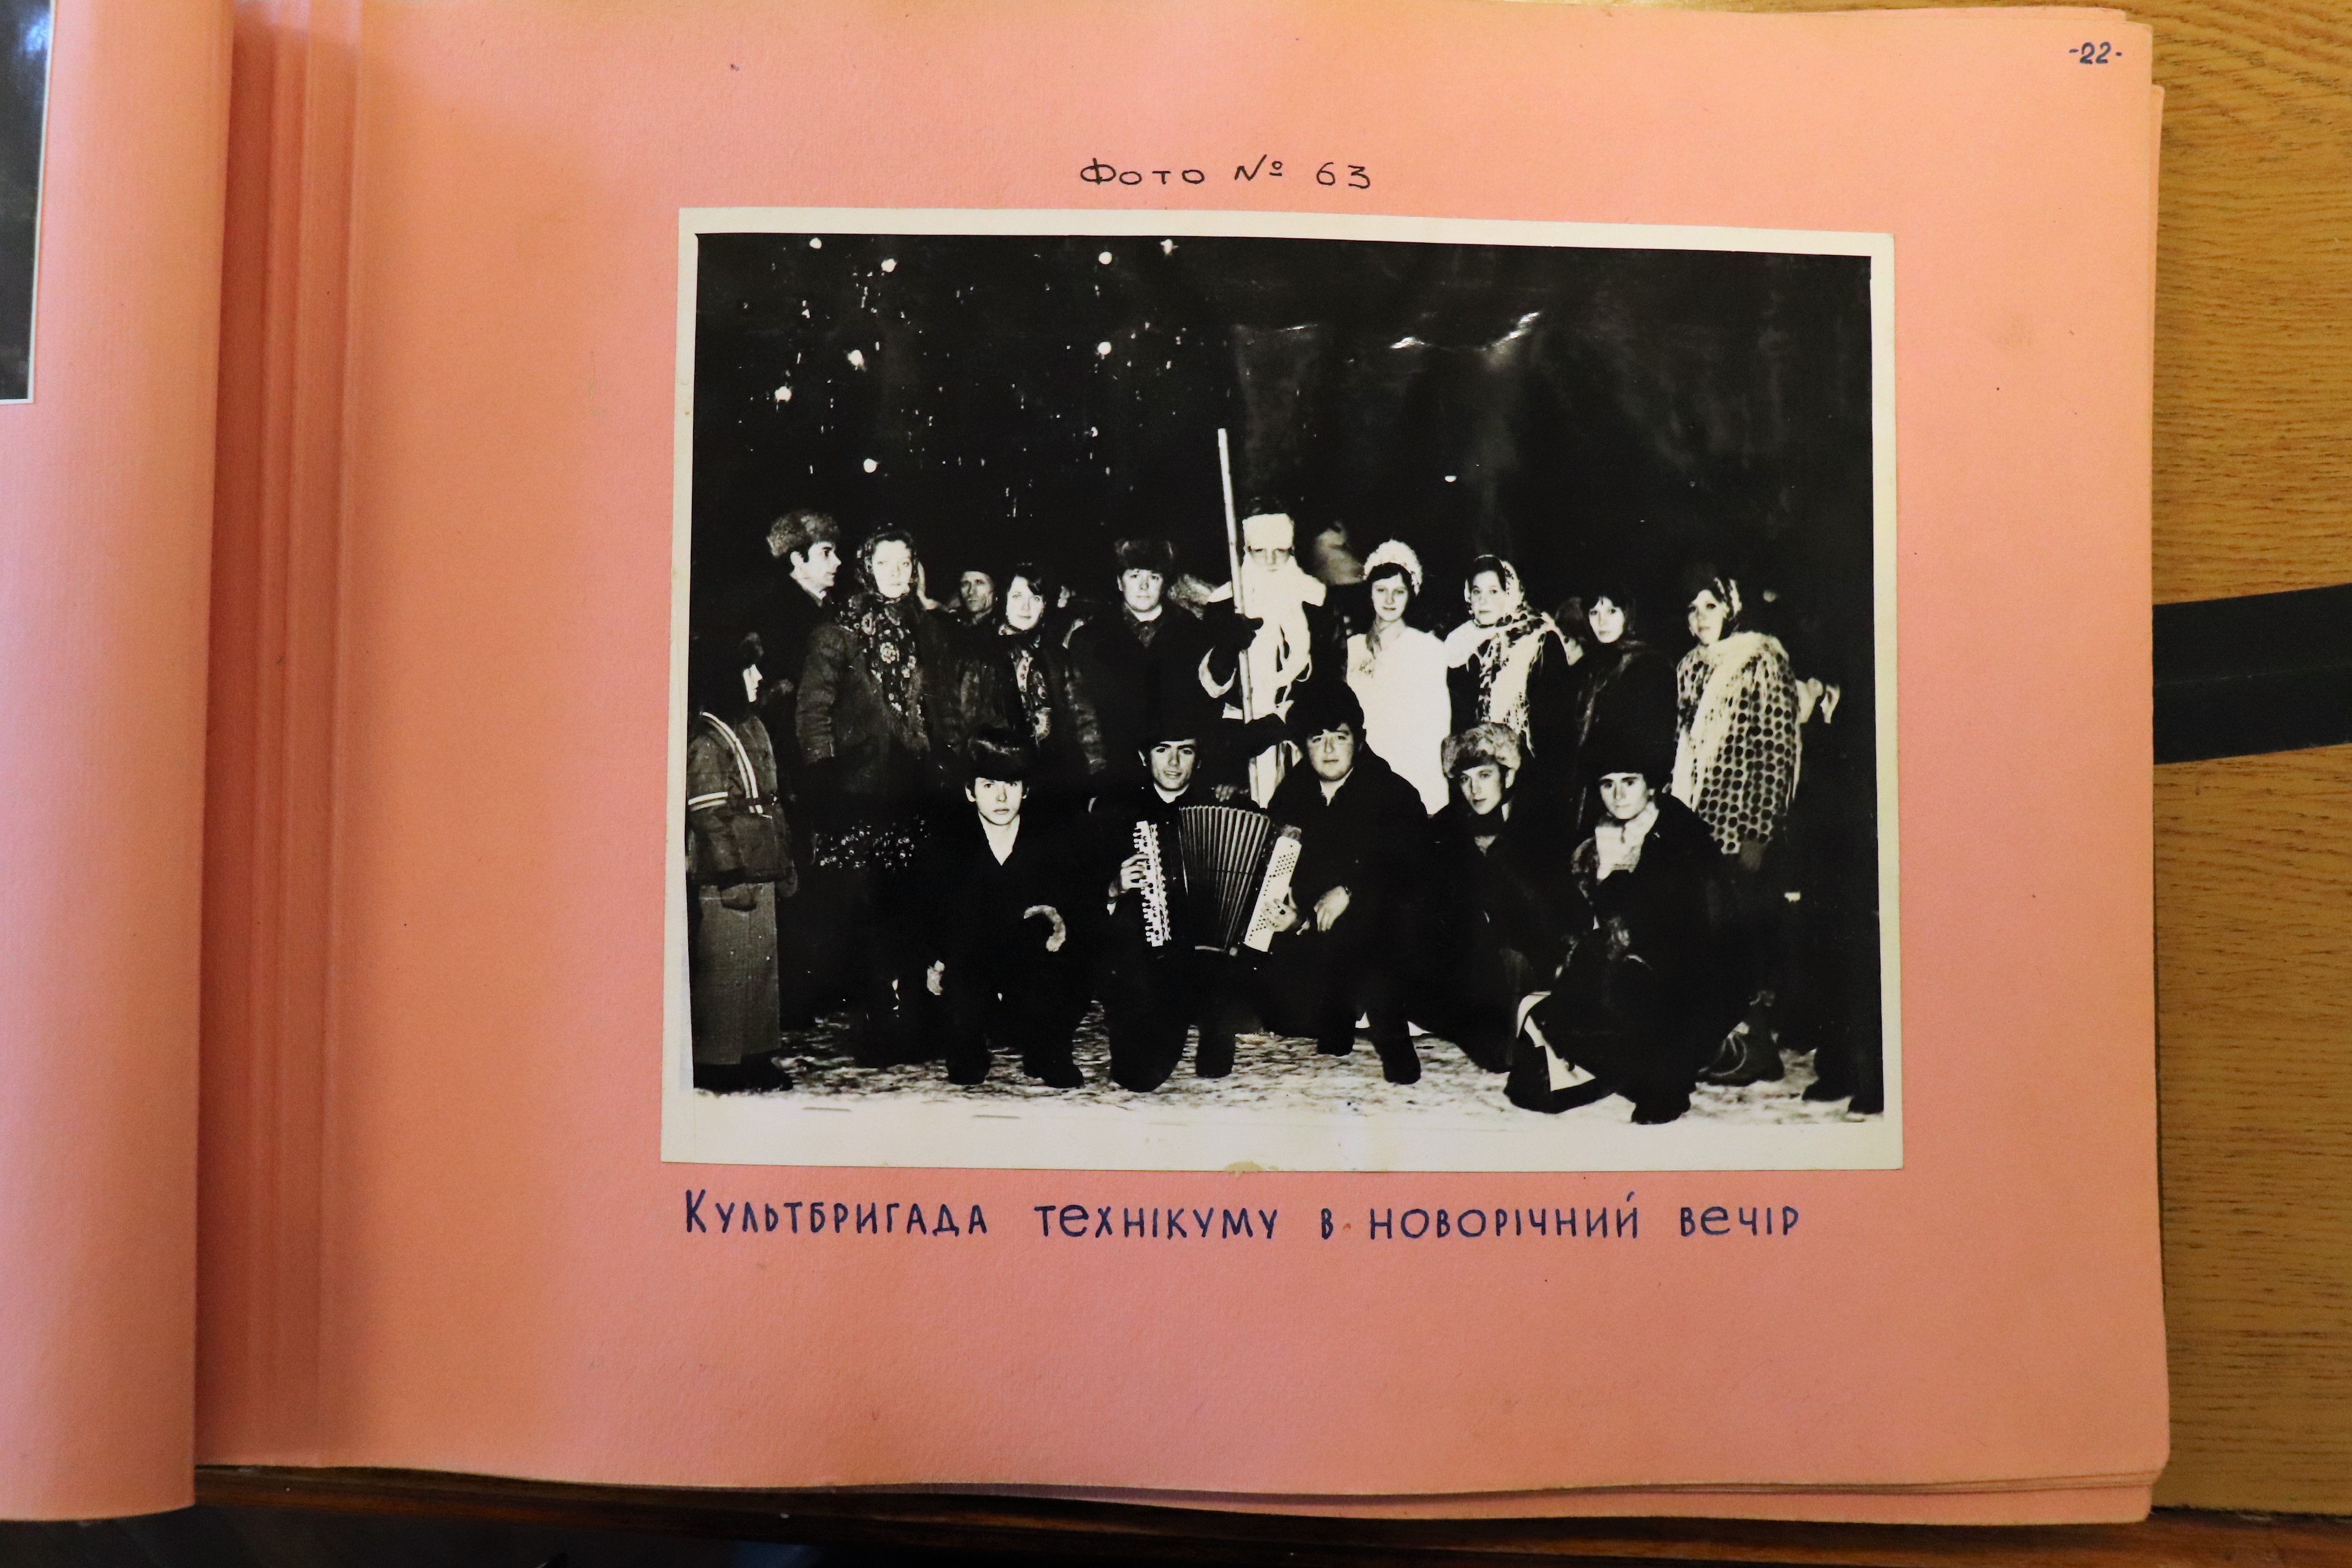 -22-
Фото № 63
Культбригада технікуму в новорічний вечір